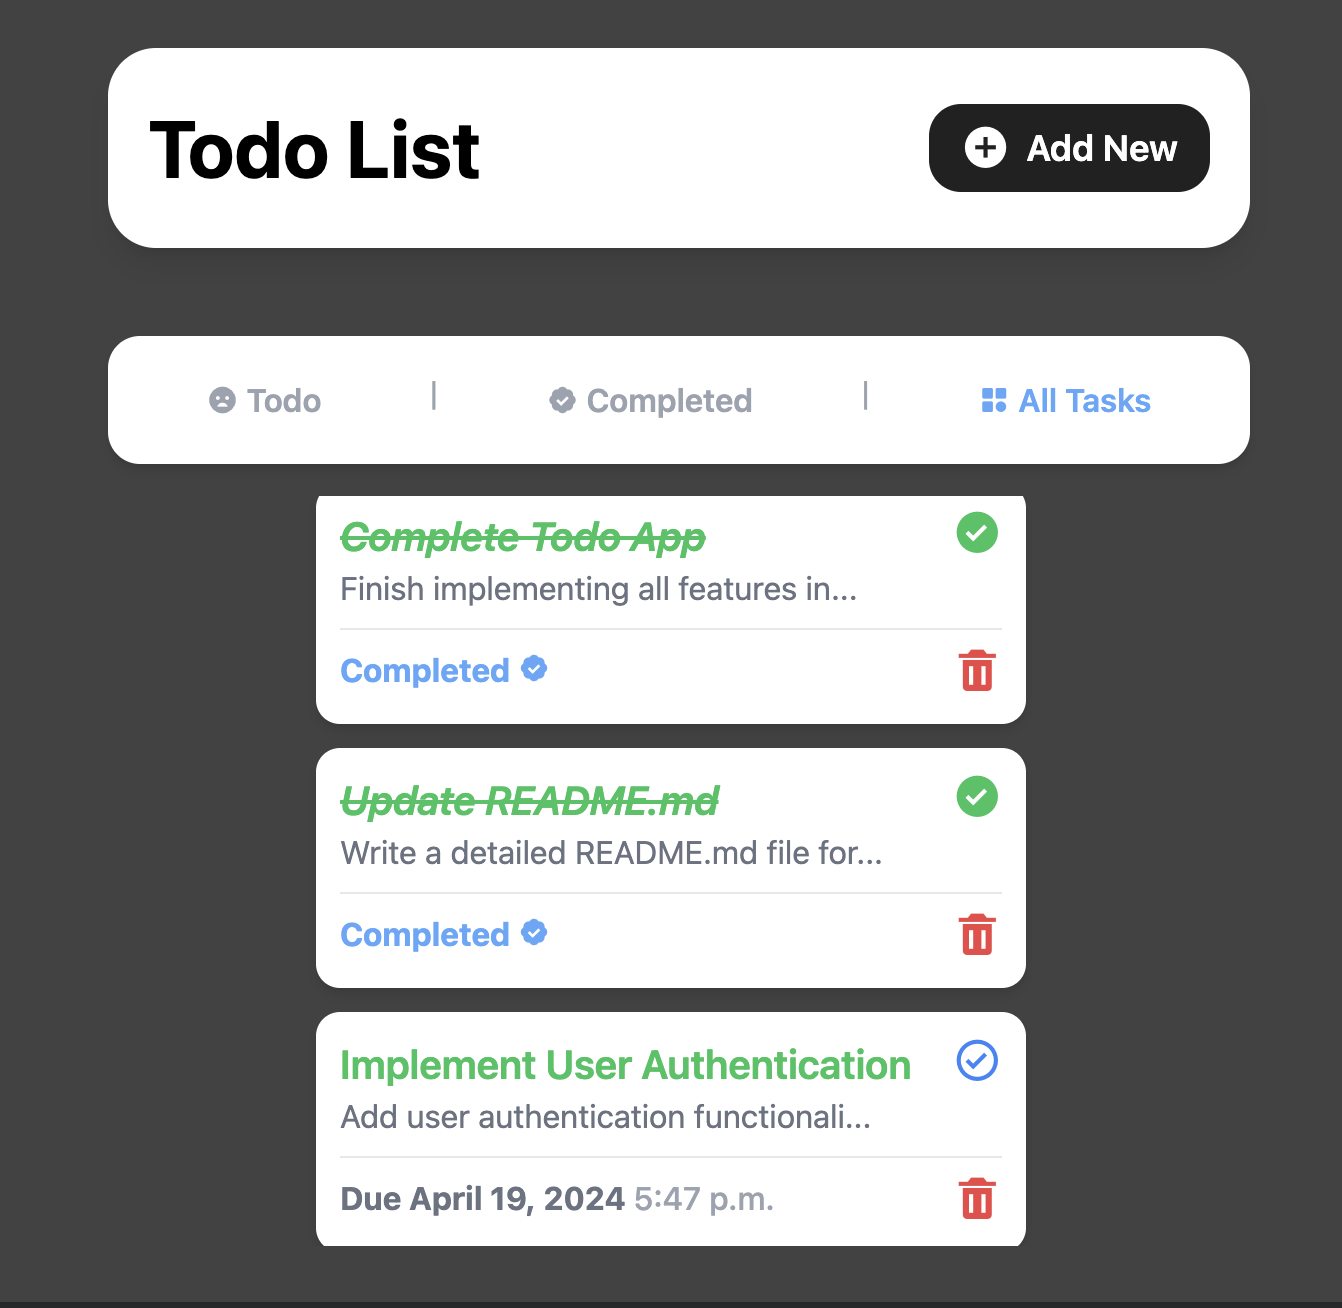 Todo List
Add New
Todo | Completed | All Tasks
Complete Todo App
Finish implementing all features in...
Completed
Update README.md
Write a detailed README.md file for...
Completed
Implement User Authentication
Add user authentication functionali...
Due April 19, 2024 5:47 p.m.